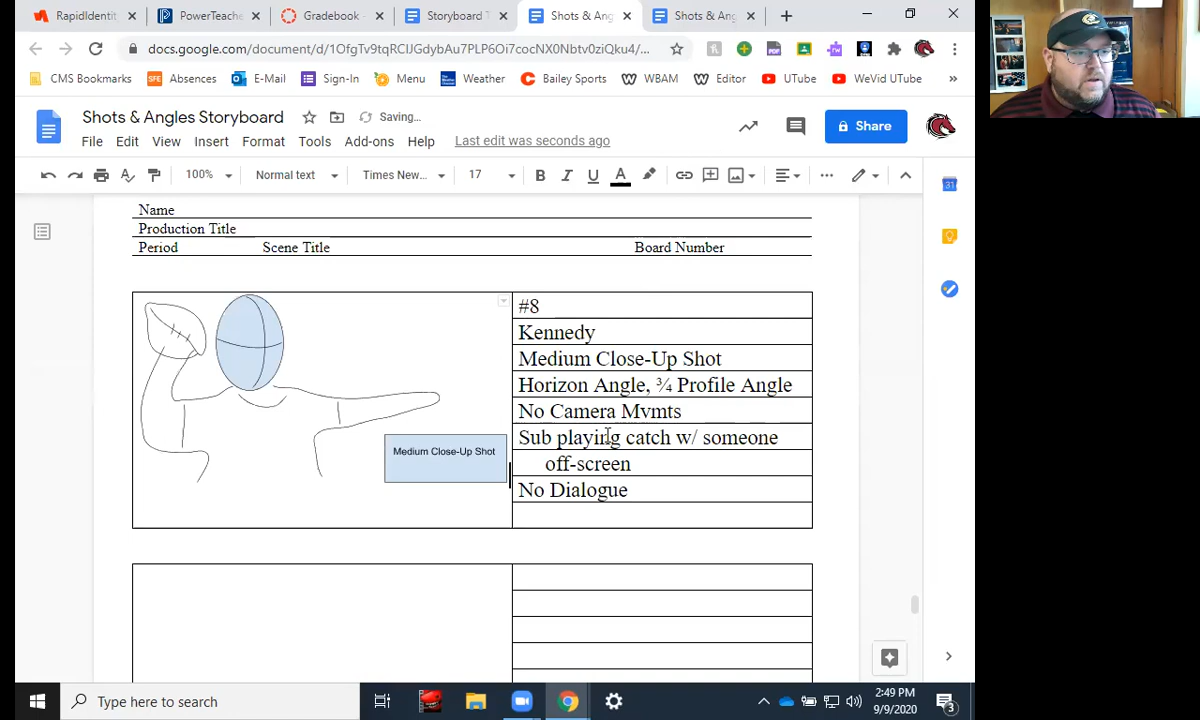 RapidIdentit
PowerTeache
Gradebook -
Storyboard T
Shots & Ang
Shots & Ang
docs.google.com/document/d/1OfgTv9tqRCIJGdybAu7PLP6Oi7cocNX0Nbtv0ziQku4/...
CMS Bookmarks
Absences
E-Mail
Sign-In
Menu
Weather
Bailey Sports
WBAM
Editor
UTube
WeVid UTube
Shots & Angles Storyboard
Saving...
File Edit View Insert Format Tools Add-ons Help
Last edit was seconds ago
Share
100%
Normal text
Times New...
17
B I U A
Name
Production Title
Period Scene Title Board Number
#8
Kennedy
Medium Close-Up Shot
Horizon Angle, ¾ Profile Angle
No Camera Mvmts
Sub playing catch w/ someone
off-screen
No Dialogue
Medium Close-Up Shot
Type here to search
2:49 PM
9/9/2020
3